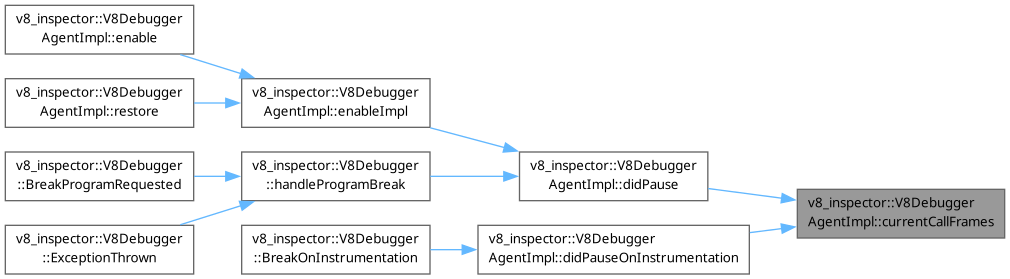 v8_inspector::V8Debugger
AgentImpl::enable
v8_inspector::V8Debugger
AgentImpl::restore
v8_inspector::V8Debugger
::BreakProgramRequested
v8_inspector::V8Debugger
::ExceptionThrown
v8_inspector::V8Debugger
AgentImpl::enableImpl
v8_inspector::V8Debugger
::handleProgramBreak
v8_inspector::V8Debugger
::BreakOnInstrumentation
v8_inspector::V8Debugger
AgentImpl::didPause
v8_inspector::V8Debugger
AgentImpl::didPauseOnInstrumentation
v8_inspector::V8Debugger
AgentImpl::currentCallFrames